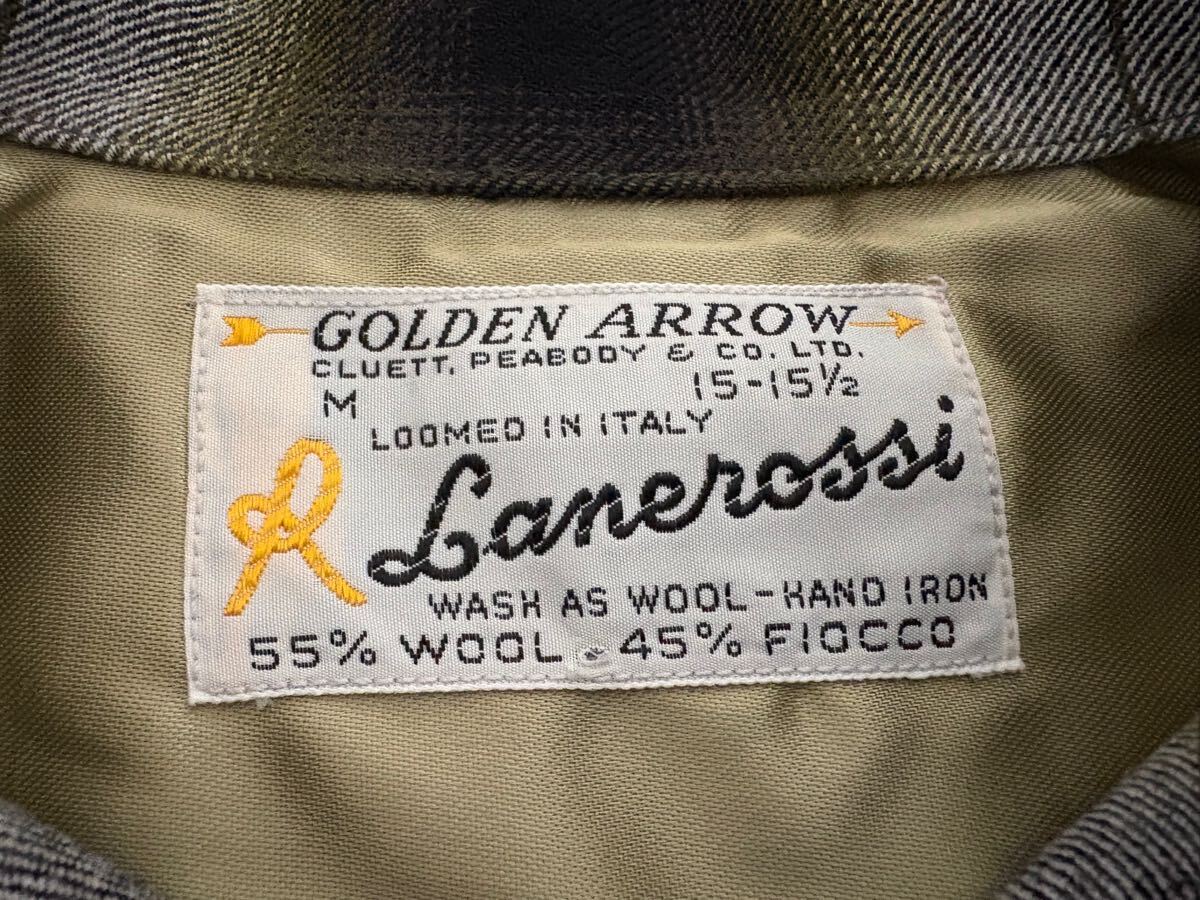 GOLDEN ARROW
CLUETT, PEABODY & CO. LTD.
M 15-15½
LOOMED IN ITALY
R Lanerossi
WASH AS WOOL-HAND IRON
55% WOOL. 45% FIOCCO